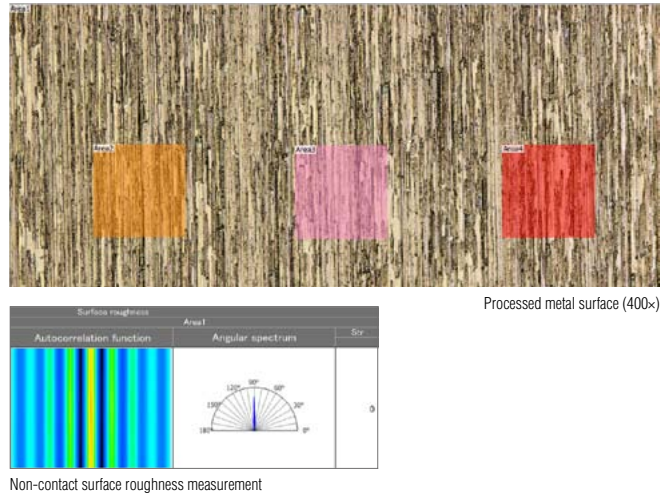 Area1
Area2
Area3
Area4
Processed metal surface (400×)
Surface roughness
Area1
Autocorrelation function
Angular spectrum
Str
120°
90°
60°
150°
30°
180°
0°
0
Non-contact surface roughness measurement